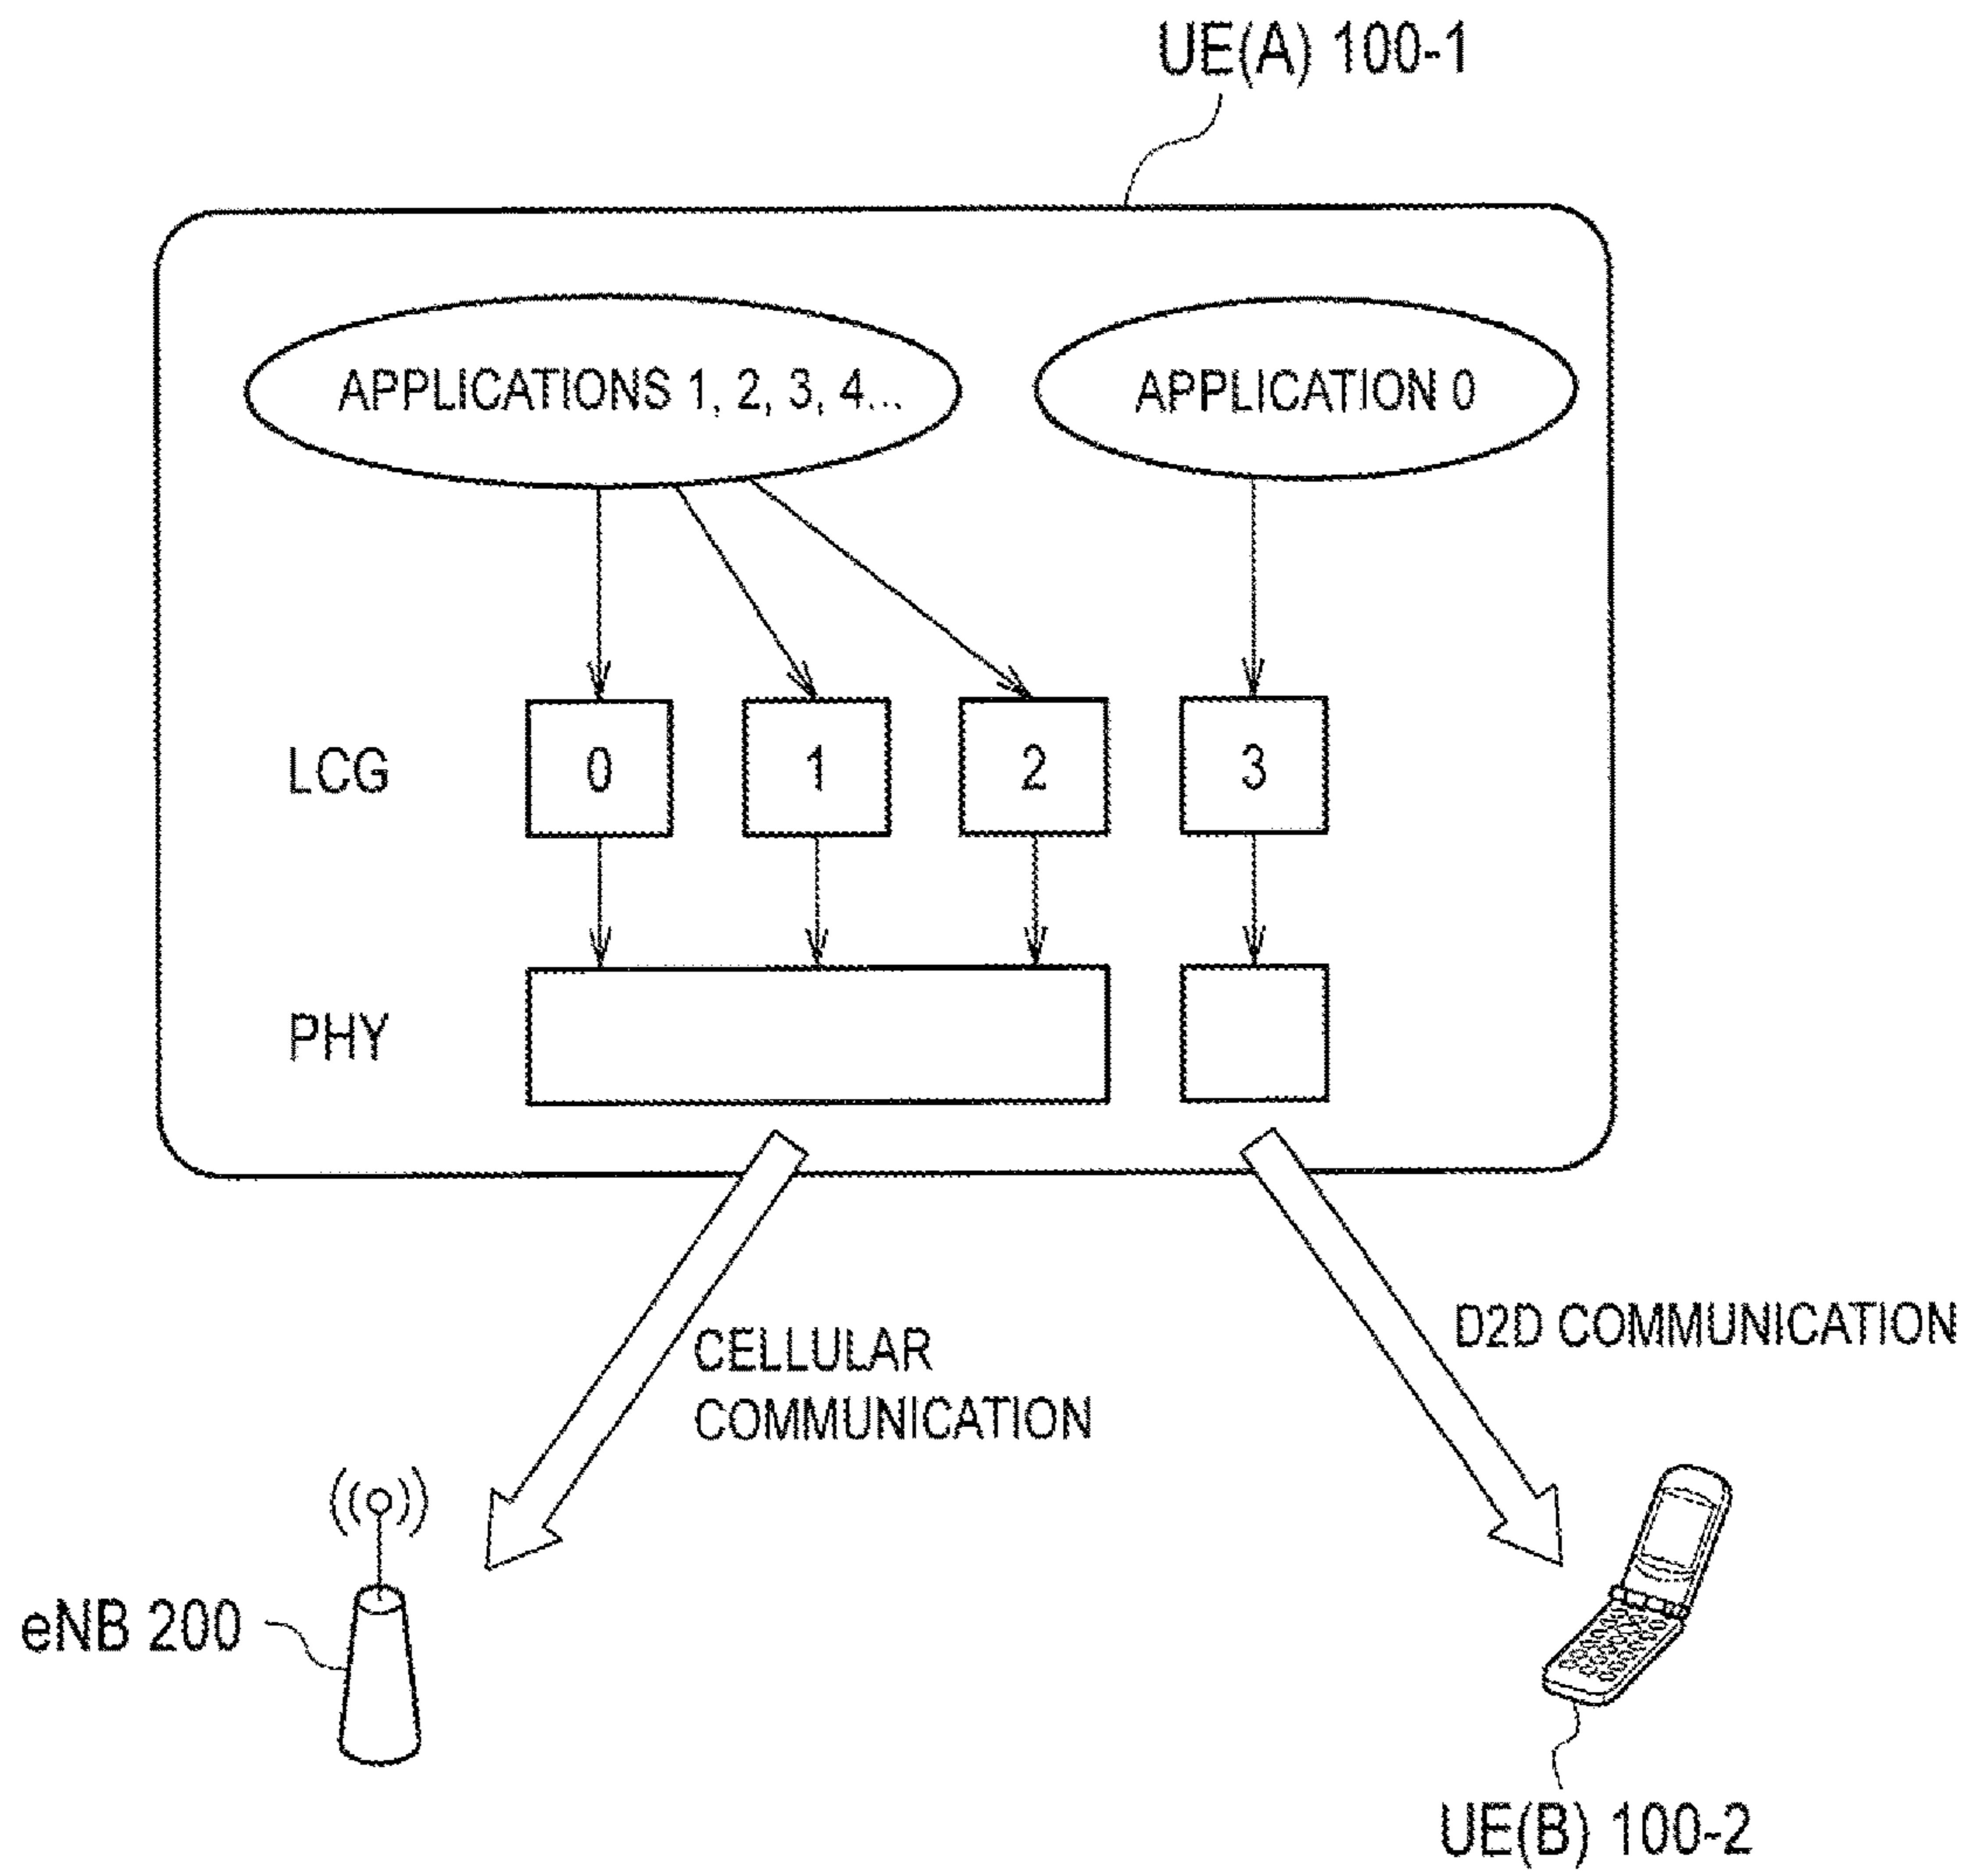 UE(A) 100-1
APPLICATIONS 1, 2, 3, 4...
APPLICATION 0
LCG
0
1
2
3
PHY
CELLULAR
COMMUNICATION
D2D COMMUNICATION
eNB 200
UE(B) 100-2